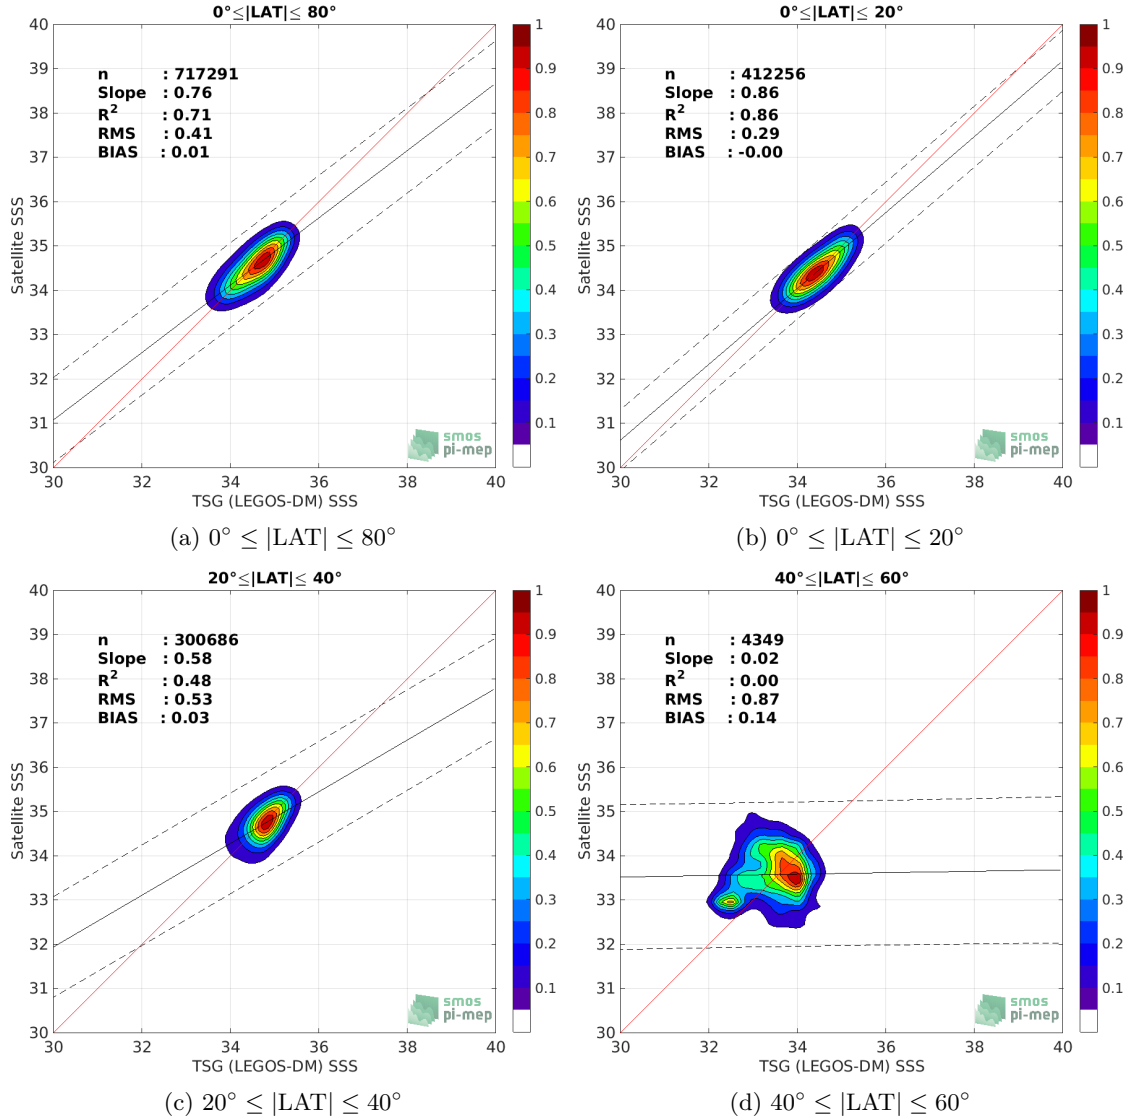 0°≤|LAT|≤ 80°
n : 717291
Slope : 0.76
R² : 0.71
RMS : 0.41
BIAS : 0.01
Satellite SSS
40
39
38
37
36
35
34
33
32
31
30
30 32 34 36 38 40
TSG (LEGOS-DM) SSS
smos
pi-mep
1
0.9
0.8
0.7
0.6
0.5
0.4
0.3
0.2
0.1
(a) 0° ≤ |LAT| ≤ 80°
0°≤|LAT|≤ 20°
n : 412256
Slope : 0.86
R² : 0.86
RMS : 0.29
BIAS : -0.00
Satellite SSS
40
39
38
37
36
35
34
33
32
31
30
30 32 34 36 38 40
TSG (LEGOS-DM) SSS
smos
pi-mep
1
0.9
0.8
0.7
0.6
0.5
0.4
0.3
0.2
0.1
(b) 0° ≤ |LAT| ≤ 20°
20°≤|LAT|≤ 40°
n : 300686
Slope : 0.58
R² : 0.48
RMS : 0.53
BIAS : 0.03
Satellite SSS
40
39
38
37
36
35
34
33
32
31
30
30 32 34 36 38 40
TSG (LEGOS-DM) SSS
smos
pi-mep
1
0.9
0.8
0.7
0.6
0.5
0.4
0.3
0.2
0.1
(c) 20° ≤ |LAT| ≤ 40°
40°≤|LAT|≤ 60°
n : 4349
Slope : 0.02
R² : 0.00
RMS : 0.87
BIAS : 0.14
Satellite SSS
40
39
38
37
36
35
34
33
32
31
30
30 32 34 36 38 40
TSG (LEGOS-DM) SSS
smos
pi-mep
1
0.9
0.8
0.7
0.6
0.5
0.4
0.3
0.2
0.1
(d) 40° ≤ |LAT| ≤ 60°